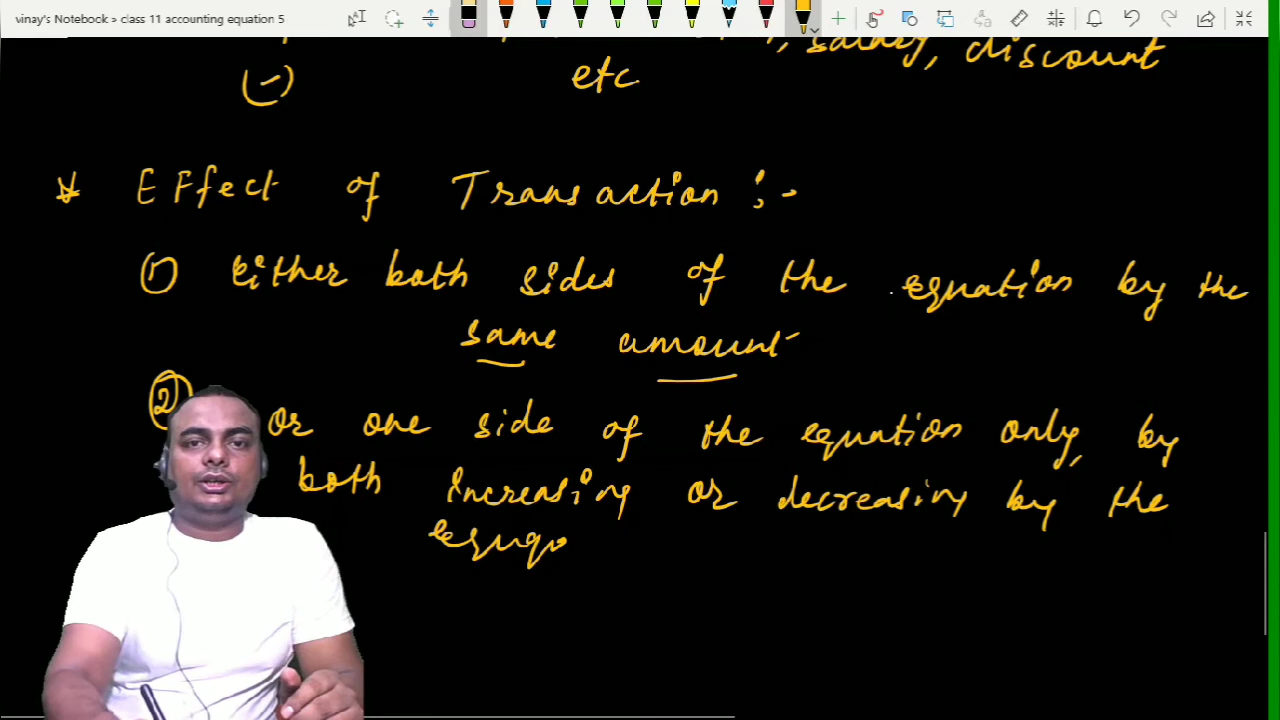 vinay's Notebook » class 11 accounting equation 5
, salary, discount
(-) etc
* Effect of Transaction :-
① Either both sides of the equation by the
same amount
② Or one side of the equation only, by
both increasing or decreasing by the